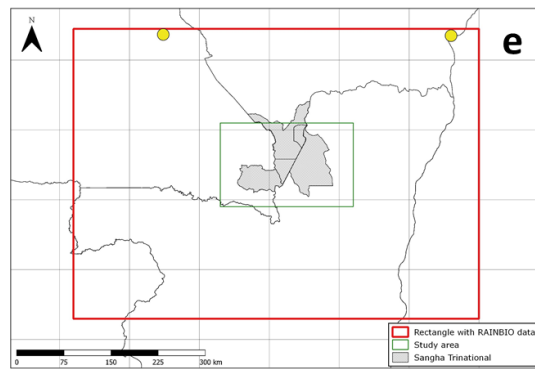 N
e
Rectangle with RAINBIO data
Study area
Sangha Trinational
0 75 150 225 300 km